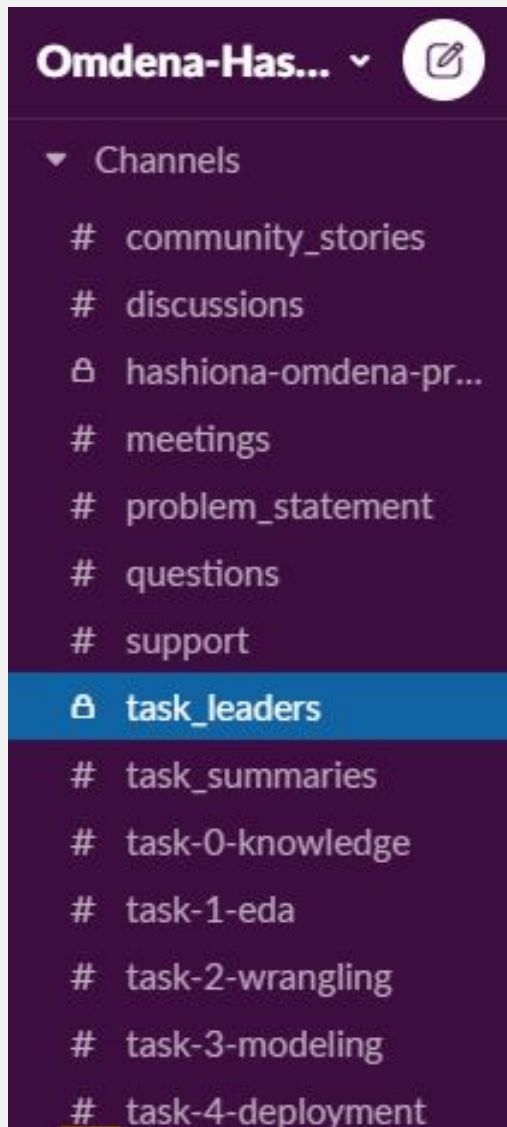 Omdena-Has...
Channels
# community_stories
# discussions
hashiona-omdena-pr...
# meetings
# problem_statement
# questions
# support
task_leaders
# task_summaries
# task-0-knowledge
# task-1-eda
# task-2-wrangling
# task-3-modeling
# task-4-deployment